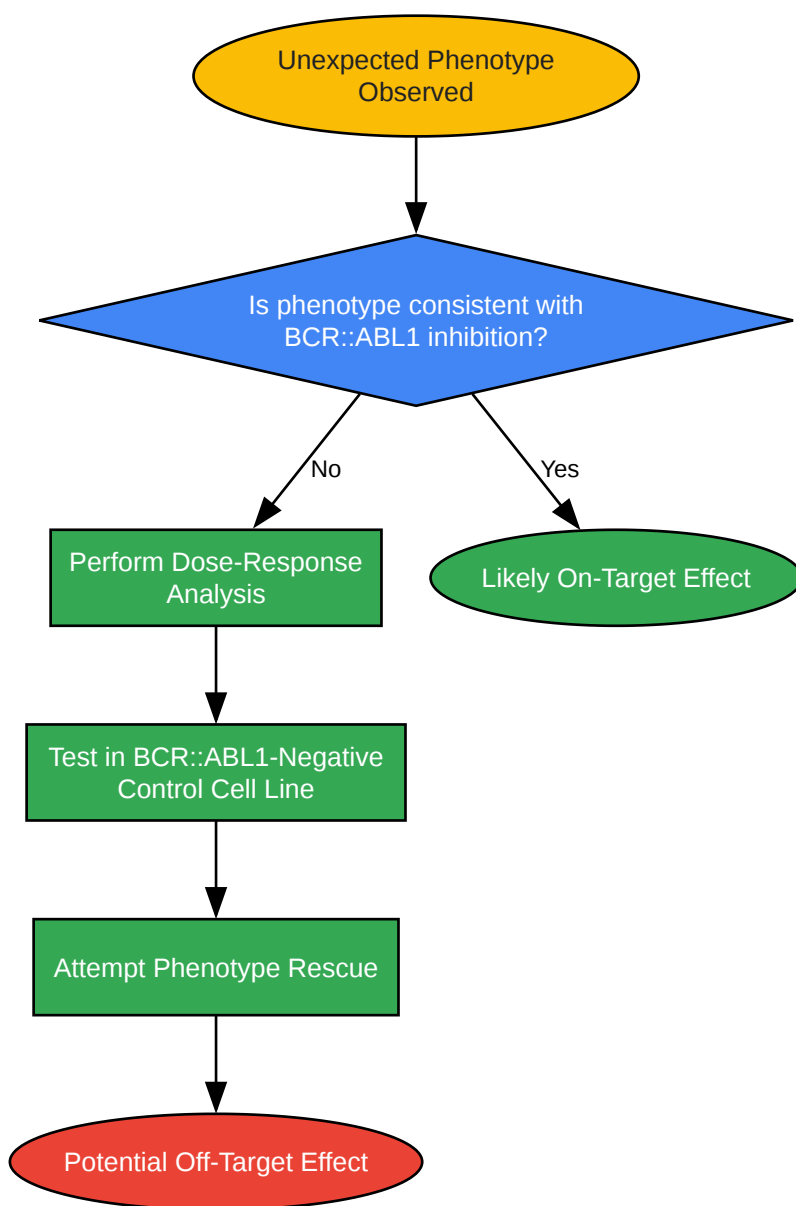 Unexpected Phenotype
Observed
Is phenotype consistent with
BCR::ABL1 inhibition?
No
Yes
Perform Dose-Response
Analysis
Likely On-Target Effect
Test in BCR::ABL1-Negative
Control Cell Line
Attempt Phenotype Rescue
Potential Off-Target Effect